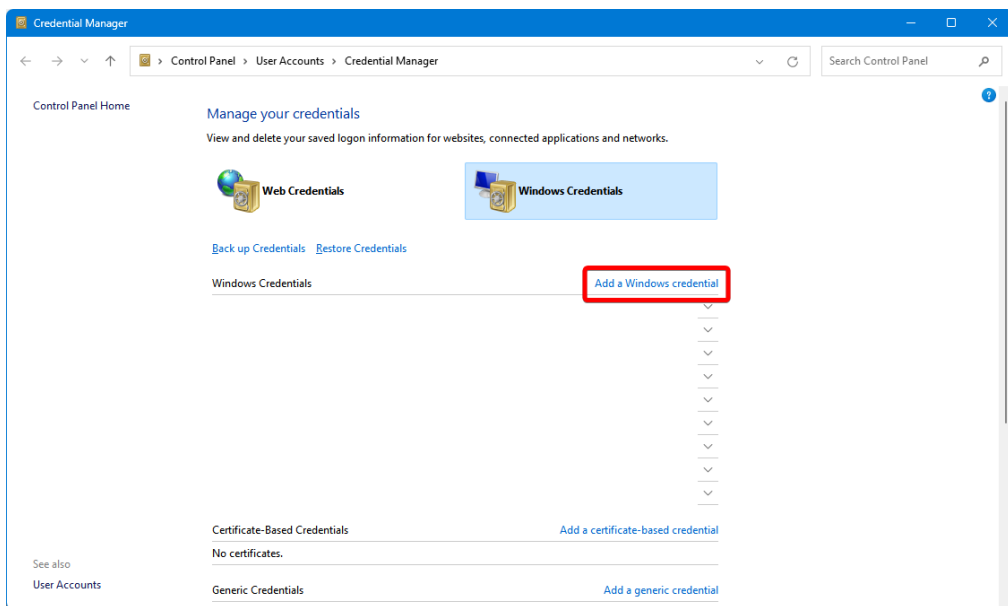 Credential Manager
Control Panel > User Accounts > Credential Manager
Search Control Panel
Control Panel Home
Manage your credentials
View and delete your saved logon information for websites, connected applications and networks.
Web Credentials
Windows Credentials
Back up Credentials Restore Credentials
Windows Credentials Add a Windows credential
Certificate-Based Credentials Add a certificate-based credential
No certificates.
Generic Credentials Add a generic credential
See also
User Accounts